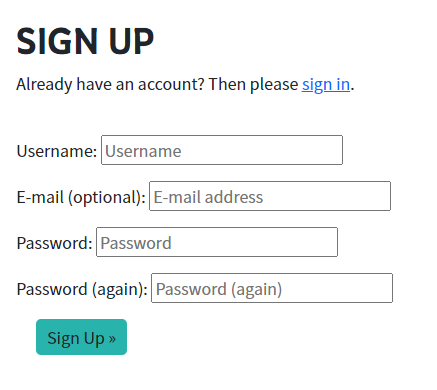 SIGN UP
Already have an account? Then please sign in.
Username: Username
E-mail (optional): E-mail address
Password: Password
Password (again): Password (again)
Sign Up »